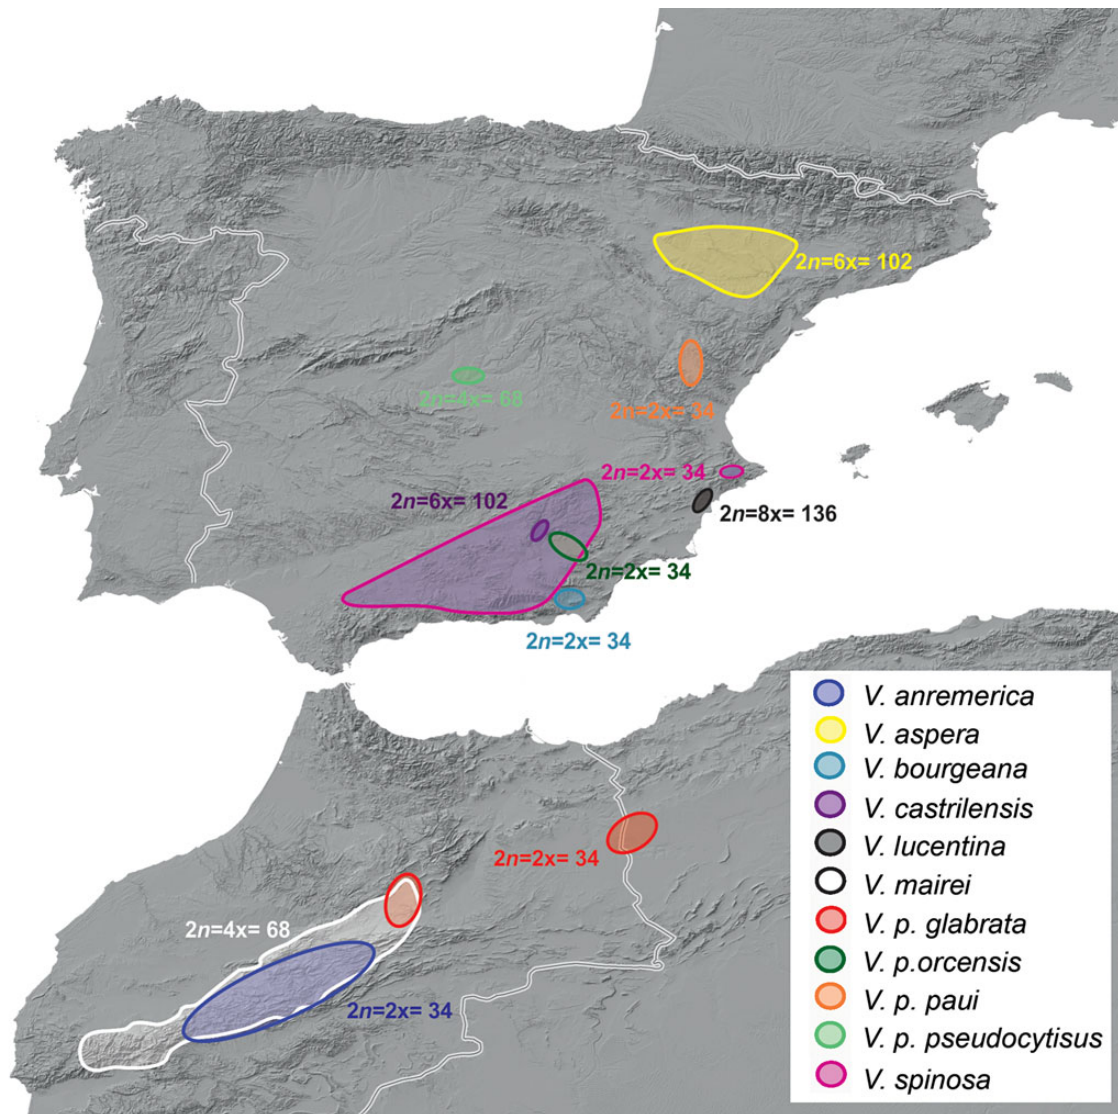 2n=6x= 102
2n=4x= 68
2n=2x= 34
2n=2x= 34
2n=6x= 102
2n=8x= 136
2n=2x= 34
2n=2x= 34
V. anremerica
V. aspera
V. bourgeana
V. castrilensis
V. lucentina
V. mairei
V. p. glabrata
V. p.orcensis
V. p. paui
V. p. pseudocytisus
V. spinosa
2n=2x= 34
2n=4x= 68
2n=2x= 34